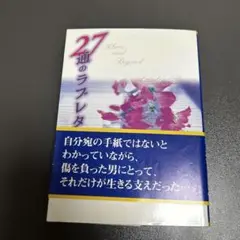 27通のラブレタ
自分宛の手紙ではないと
わかっていながら、
傷を負った男にとって、
それだけが生きる支えだった…